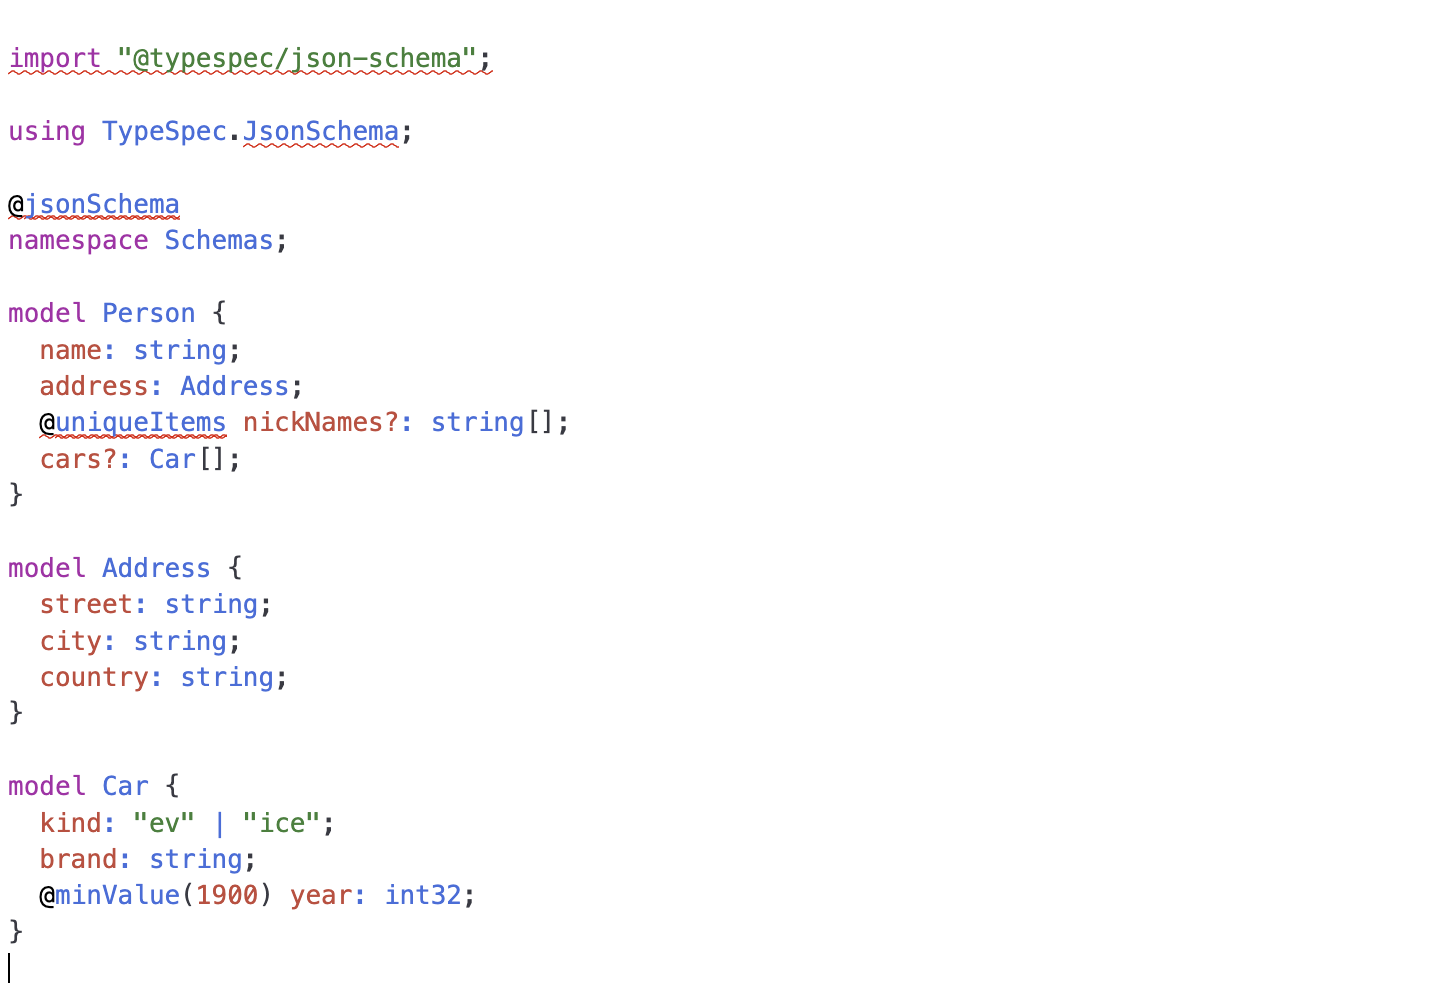 import "@typespec/json-schema";
using TypeSpec.JsonSchema;
@jsonSchema
namespace Schemas;
model Person {
  name: string;
  address: Address;
  @uniqueItems nickNames?: string[];
  cars?: Car[];
}
model Address {
  street: string;
  city: string;
  country: string;
}
model Car {
  kind: "ev" | "ice";
  brand: string;
  @minValue(1900) year: int32;
}